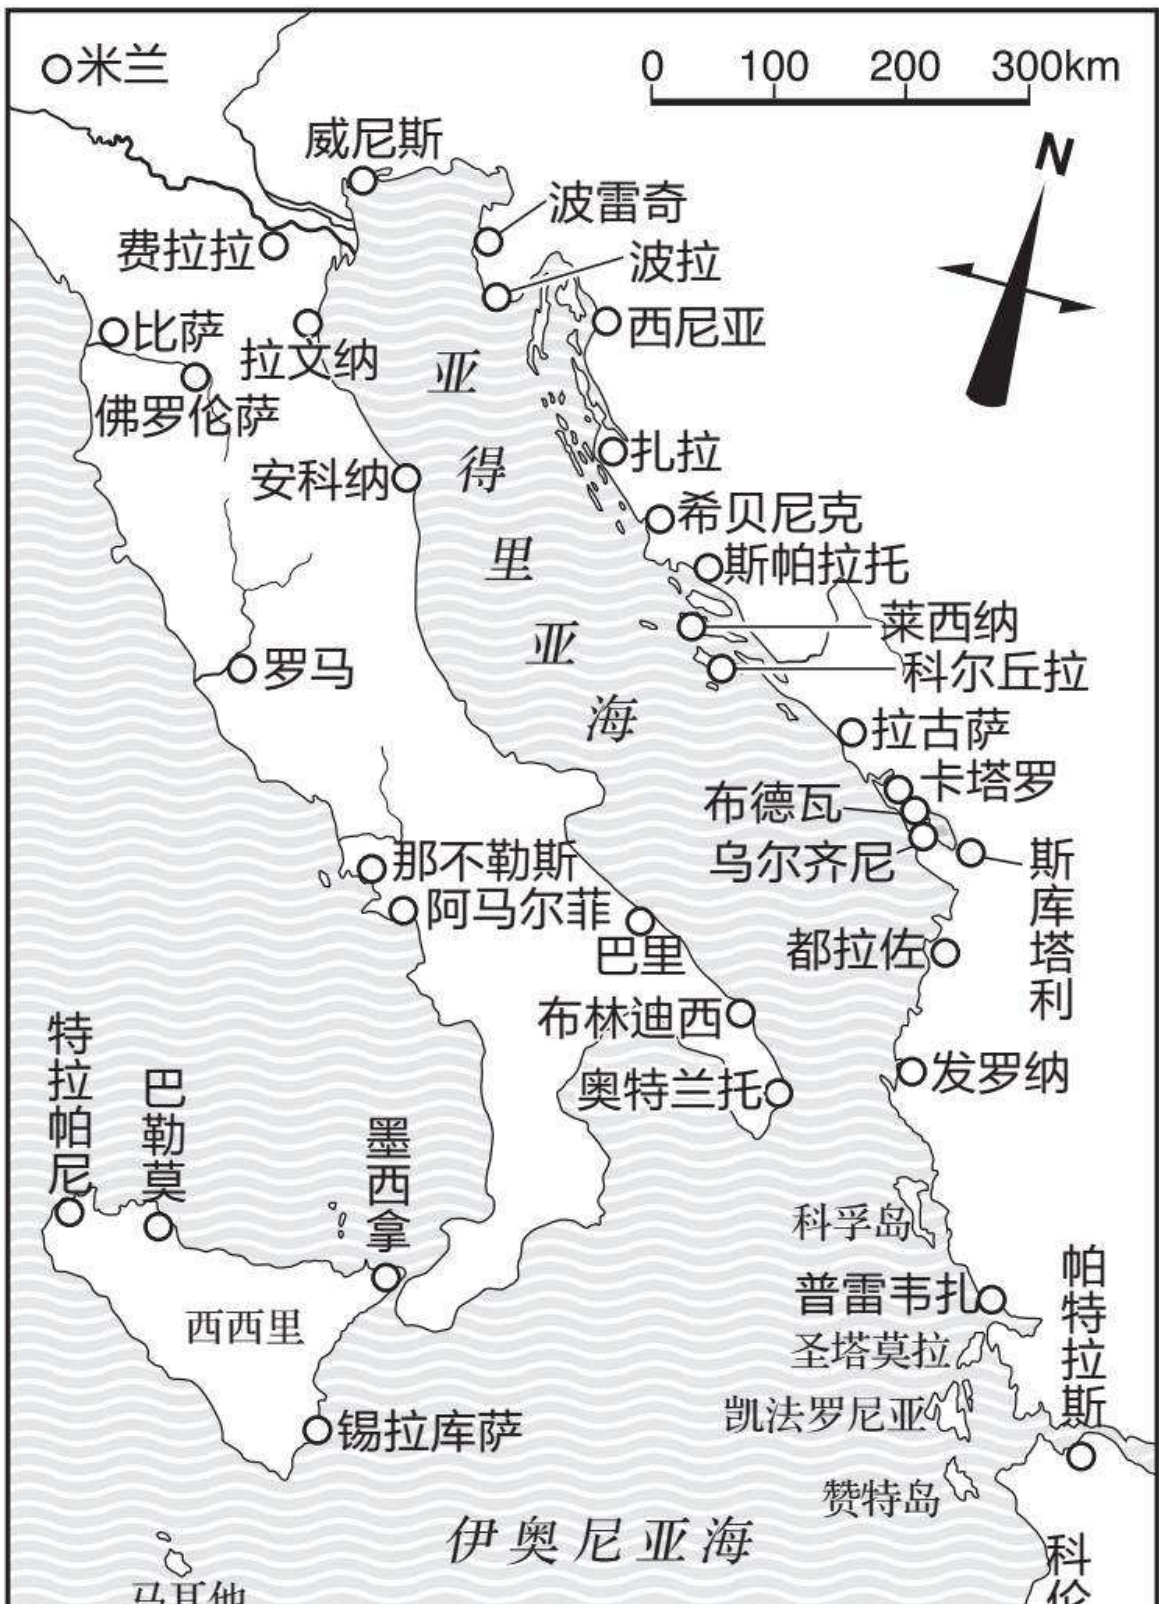 米兰
0 100 200 300km
威尼斯
N
波雷奇
费拉拉
波拉
比萨
拉文纳
西尼亚
佛罗伦萨
亚得里亚海
扎拉
安科纳
希贝尼克
斯帕拉托
莱西纳
罗马
科尔丘拉
拉古萨
卡塔罗
布德瓦
乌尔齐尼
斯库塔利
那不勒斯
阿马尔菲
巴里
都拉佐
布林迪西
特拉帕尼
巴勒莫
奥特兰托
发罗纳
墨西拿
科孚岛
普雷韦扎
帕特拉斯
西西里
圣塔莫拉
凯法罗尼亚
锡拉库萨
赞特岛
伊奥尼亚海
科
马耳他